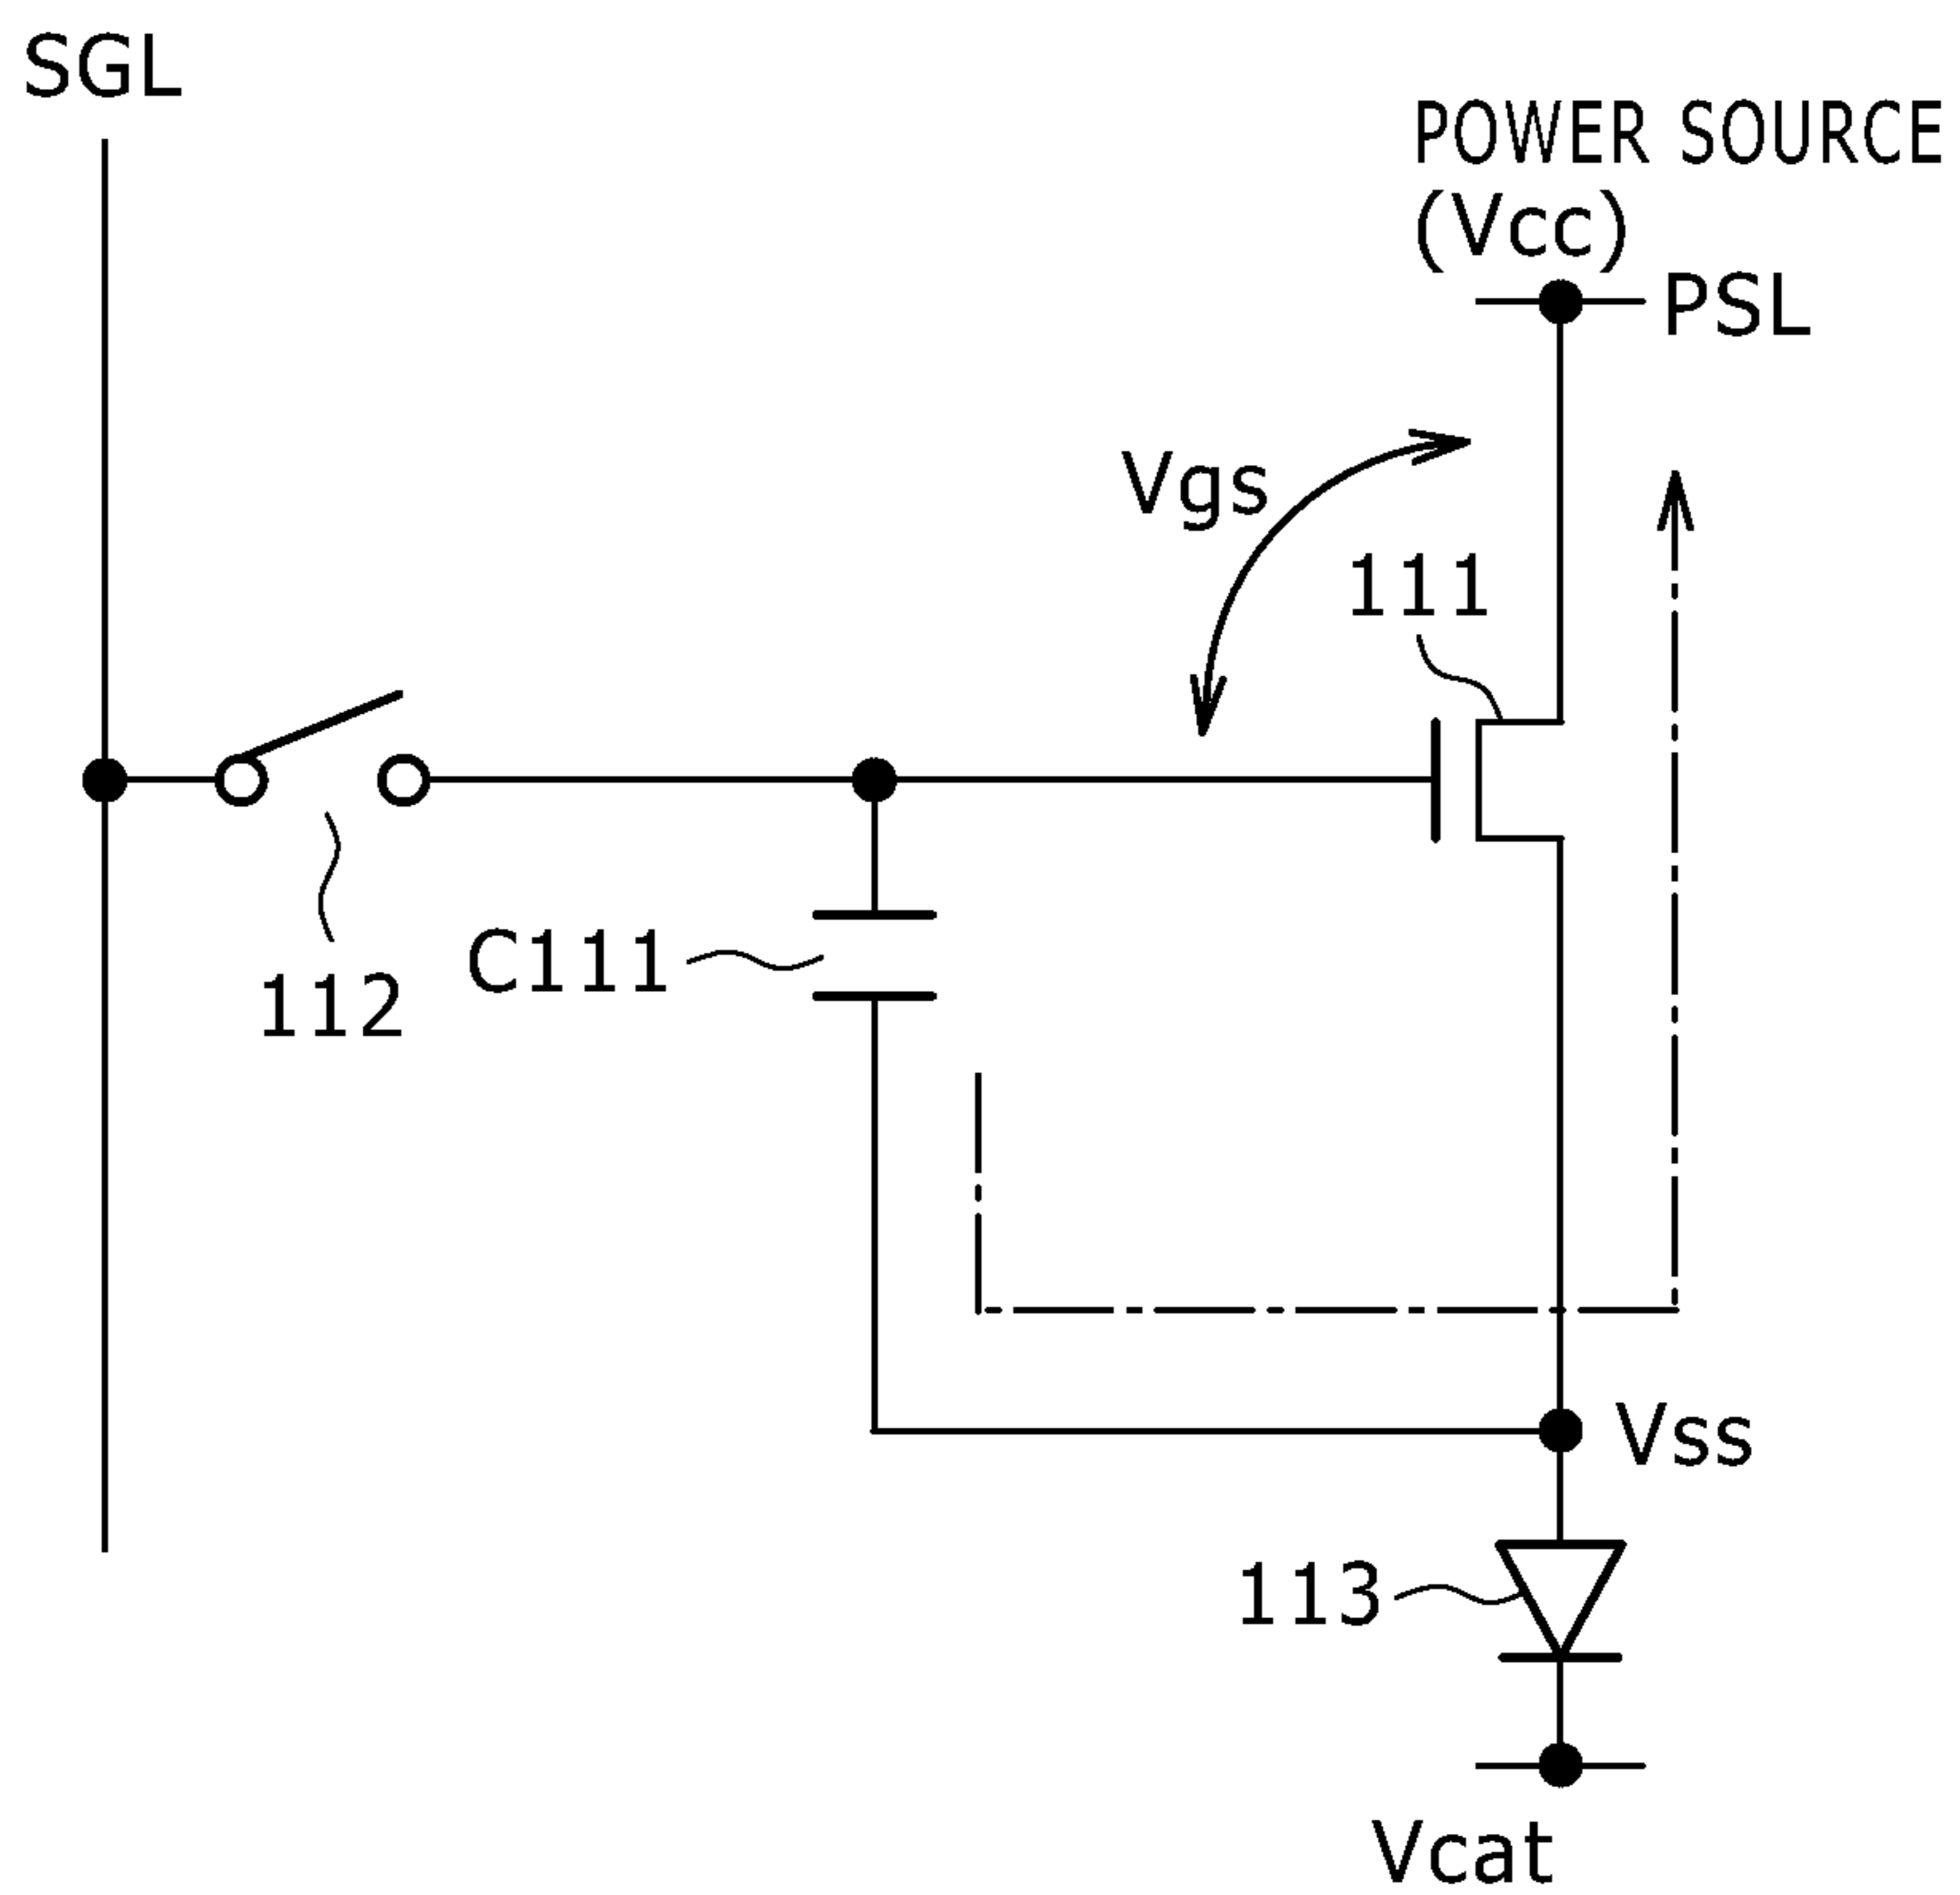 SGL
POWER SOURCE
(Vcc)
PSL
Vgs
111
C111
112
Vss
113
Vcat